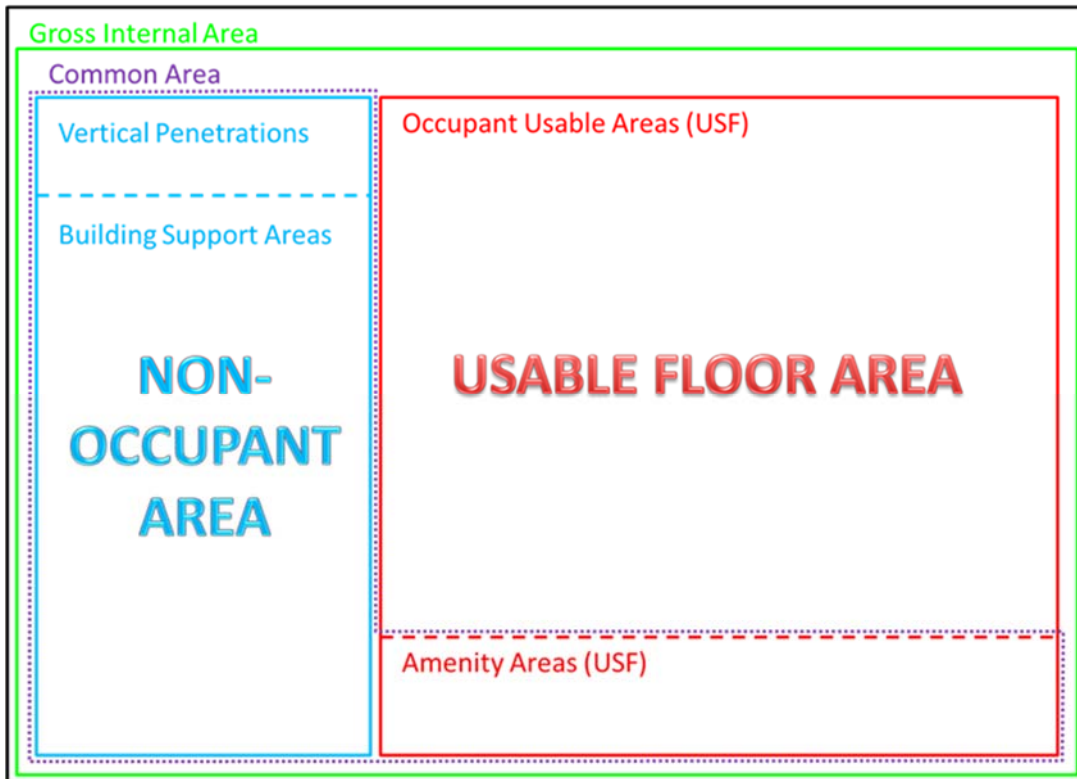 Gross Internal Area
Common Area
Vertical Penetrations
Building Support Areas
NON-
OCCUPANT
AREA
Occupant Usable Areas (USF)
USABLE FLOOR AREA
Amenity Areas (USF)